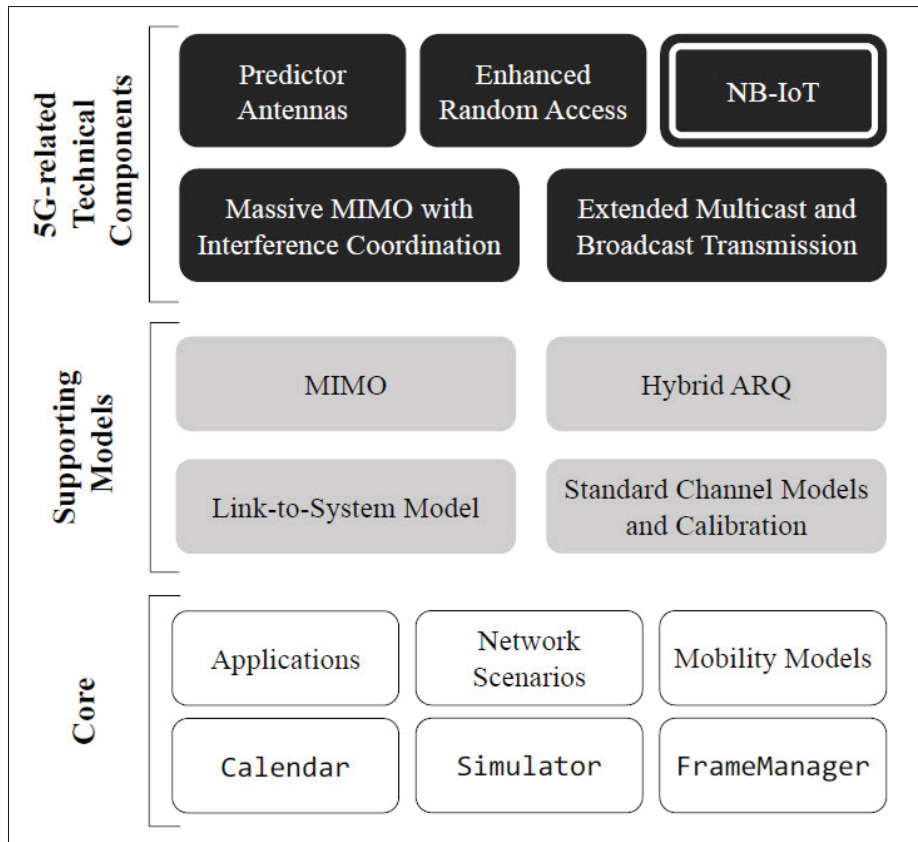 5G-related
Technical
Components
Predictor
Antennas
Enhanced
Random Access
NB-IoT
Massive MIMO with
Interference Coordination
Extended Multicast and
Broadcast Transmission
Supporting
Models
MIMO
Hybrid ARQ
Link-to-System Model
Standard Channel Models
and Calibration
Core
Applications
Network
Scenarios
Mobility Models
Calendar
Simulator
FrameManager